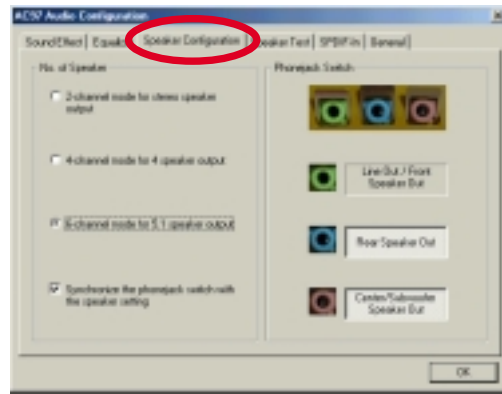 AC97 Audio Configuration
Sound Effect Equalizer Speaker Configuration Speaker Test SPDIF in General
No. of Speaker
2-channel mode for stereo speaker
output
4-channel mode for 4 speaker output
6-channel mode for 5.1 speaker output
Synchronize the phonejack switch with
the speaker setting
Phonejack Switch
Line Out / Front
Speaker Out
Rear Speaker Out
Center/Subwoofer
Speaker Out
OK